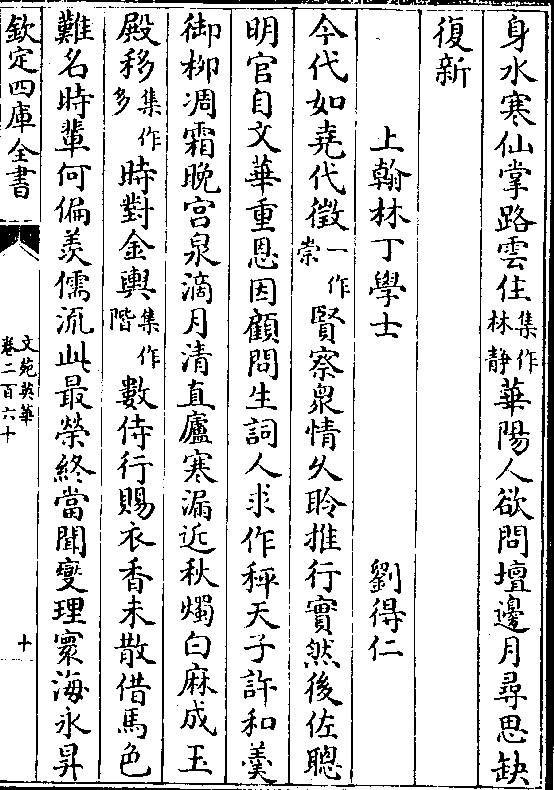 身水寒仙掌路雲住集作林静華陽人欲問壇邊月尋思缺
復新
上翰林丁學士 劉得仁
今代如堯代徵一作崇賢察衆情久聆推行實然後佐聰
明官自文華重恩因顧問生詞人求作秤天子許和羮
御栁凋霜晚宮泉滴月清直廬寒漏近秋燭白麻成玉
殿移集作多時對金輿集作階數侍行賜衣香未散借馬色
難名時輩何偏羡儒流此最榮終當聞爕理寰海永昇
欽定四庫全書
文苑英華
卷二百六十
十